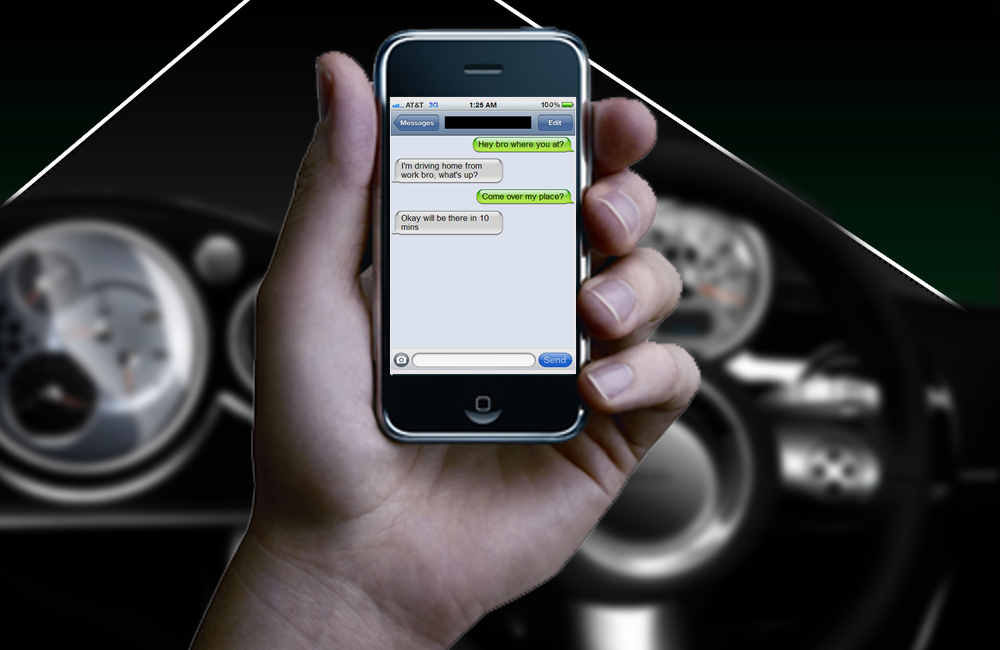 AT&T 3G 1:25 AM 100%
Messages Edit
Hey bro where you at?
I'm driving home from
work bro, what's up?
Come over my place?
Okay will be there in 10
mins
Send